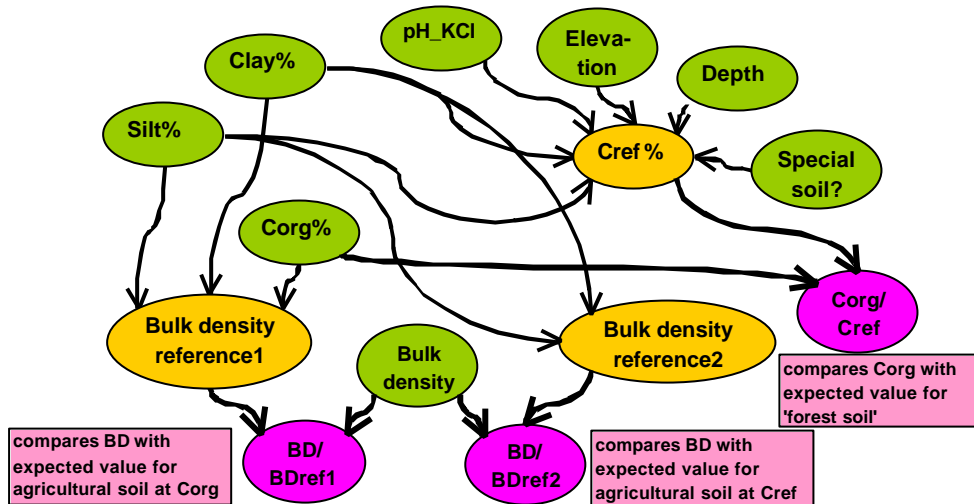 pH_KCl
Eleva-
tion
Clay%
Depth
Silt%
Cref %
Special
soil?
Corg%
Corg/
Cref
Bulk density
reference1
Bulk
density
Bulk density
reference2
compares Corg with
expected value for
'forest soil'
compares BD with
expected value for
agricultural soil at Corg
BD/
BDref1
BD/
BDref2
compares BD with
expected value for
agricultural soil at Cref